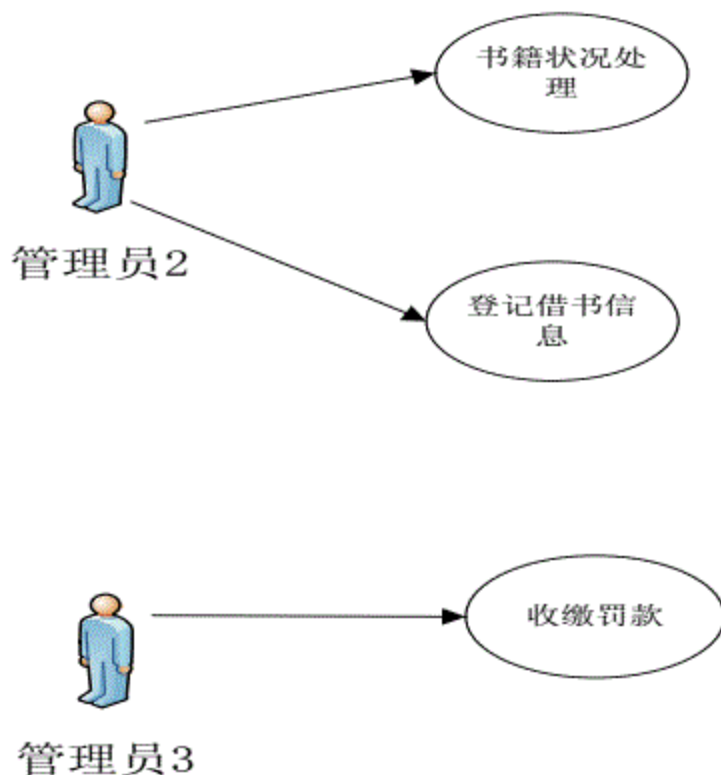 书籍状况处
理
管理员2
登记借书信
息
收缴罚款
管理员3